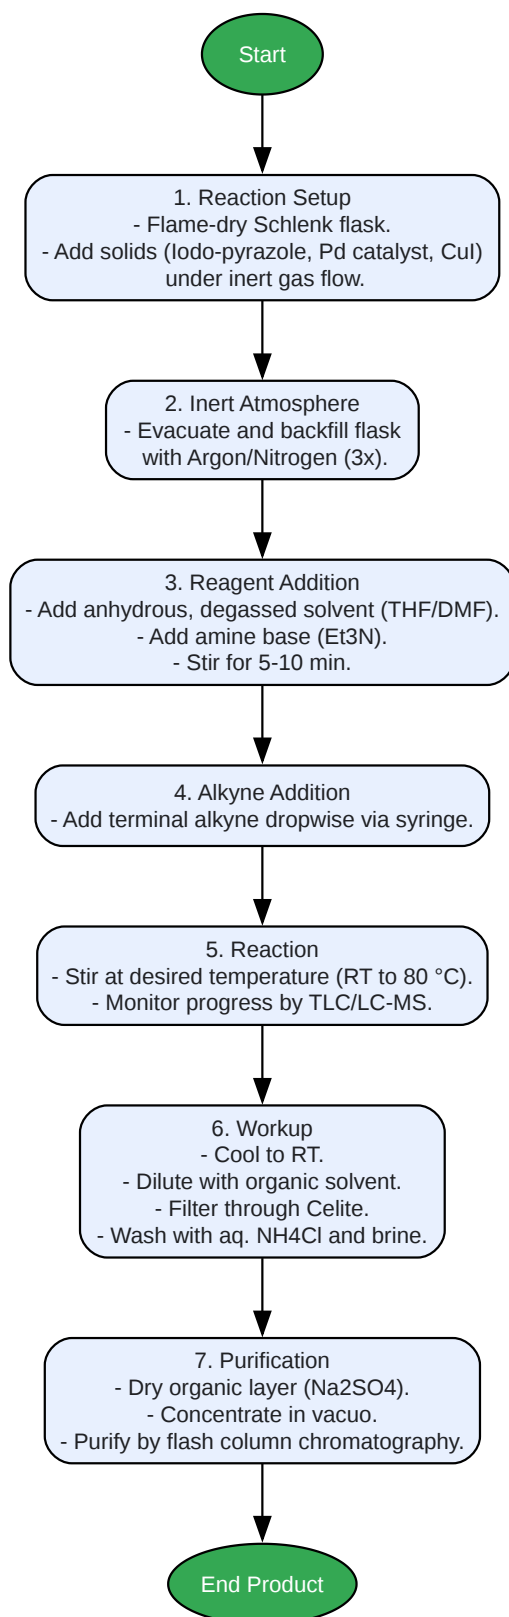 Start
1. Reaction Setup
- Flame-dry Schlenk flask.
- Add solids (Iodo-pyrazole, Pd catalyst, CuI)
under inert gas flow.
2. Inert Atmosphere
- Evacuate and backfill flask
with Argon/Nitrogen (3x).
3. Reagent Addition
- Add anhydrous, degassed solvent (THF/DMF).
- Add amine base (Et3N).
- Stir for 5-10 min.
4. Alkyne Addition
- Add terminal alkyne dropwise via syringe.
5. Reaction
- Stir at desired temperature (RT to 80 °C).
- Monitor progress by TLC/LC-MS.
6. Workup
- Cool to RT.
- Dilute with organic solvent.
- Filter through Celite.
- Wash with aq. NH4Cl and brine.
7. Purification
- Dry organic layer (Na2SO4).
- Concentrate in vacuo.
- Purify by flash column chromatography.
End Product